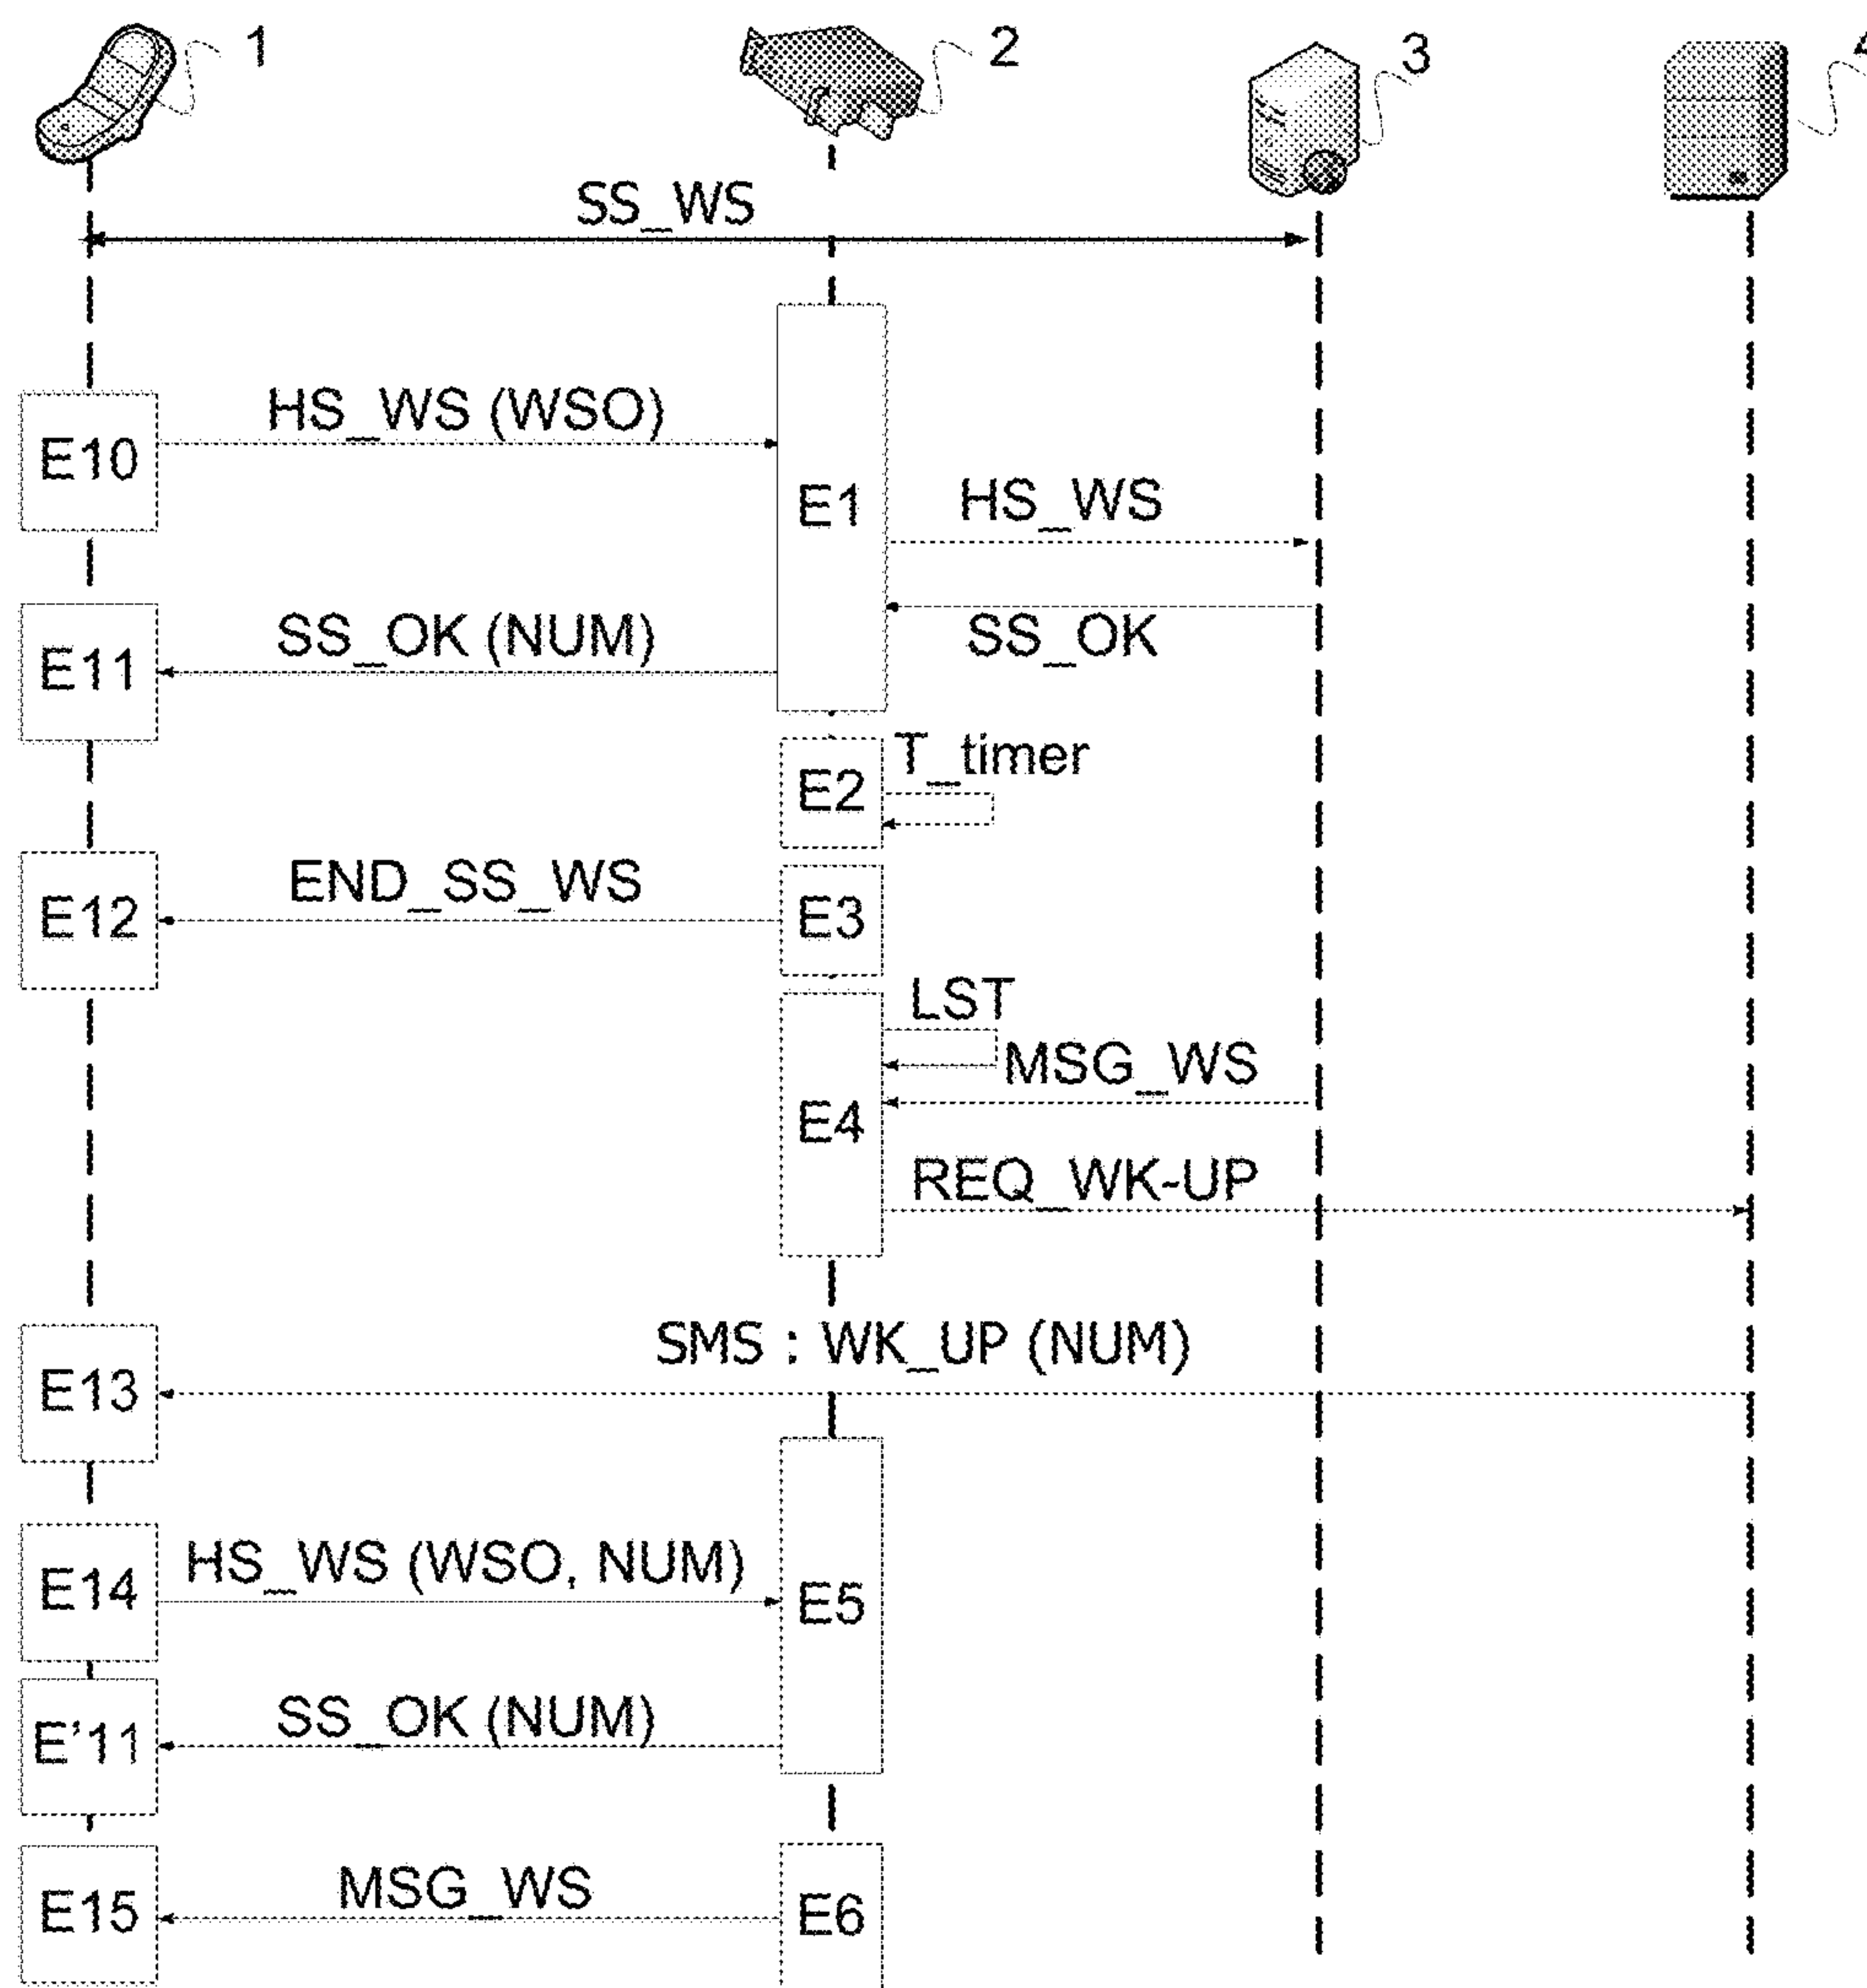 1
2
3
4
SS_WS
HS_WS (WSO)
E10
E1
HS_WS
SS_OK (NUM)
SS_OK
E11
T_timer
E2
END_SS_WS
E12
E3
LST
MSG_WS
E4
REQ_WK-UP
SMS : WK_UP (NUM)
E13
HS_WS (WSO, NUM)
E14
E5
SS_OK (NUM)
E'11
MSG_WS
E15
E6